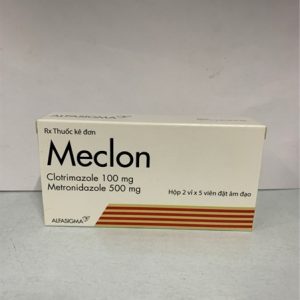 ALFASIGMA
Rx Thuốc kê đơn
Meclon
Clotrimazole 100 mg
Metronidazole 500 mg
Hộp 2 vỉ x 5 viên đặt âm đạo
ALFASIGMA